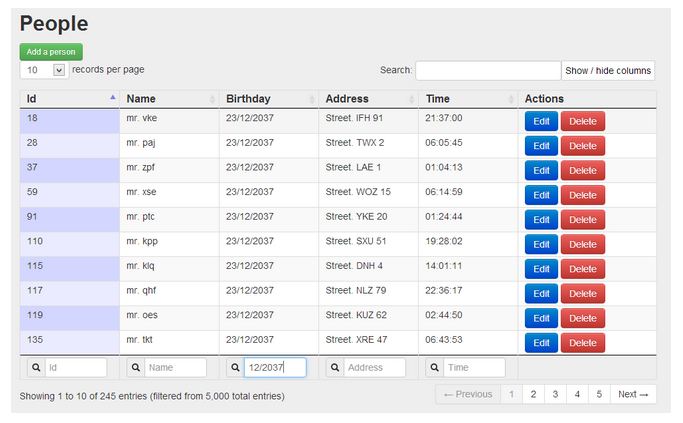 People
Add a person
10 records per page Search: Show / hide columns
Id Name Birthday Address Time Actions
18 mr. vke 23/12/2037 Street. IFH 91 21:37:00 Edit Delete
28 mr. paj 23/12/2037 Street. TWX 2 06:05:45 Edit Delete
37 mr. zpf 23/12/2037 Street. LAE 1 01:04:13 Edit Delete
59 mr. xse 23/12/2037 Street. WOZ 15 06:14:59 Edit Delete
91 mr. ptc 23/12/2037 Street. YKE 20 01:24:44 Edit Delete
110 mr. kpp 23/12/2037 Street. SXU 51 19:28:02 Edit Delete
115 mr. klq 23/12/2037 Street. DNH 4 14:01:11 Edit Delete
117 mr. qhf 23/12/2037 Street. NLZ 79 22:36:17 Edit Delete
119 mr. oes 23/12/2037 Street. KUZ 62 02:44:50 Edit Delete
135 mr. tkt 23/12/2037 Street. XRE 47 06:43:53 Edit Delete
Id Name 12/2037 Address Time
Showing 1 to 10 of 245 entries (filtered from 5,000 total entries) ← Previous 1 2 3 4 5 Next →